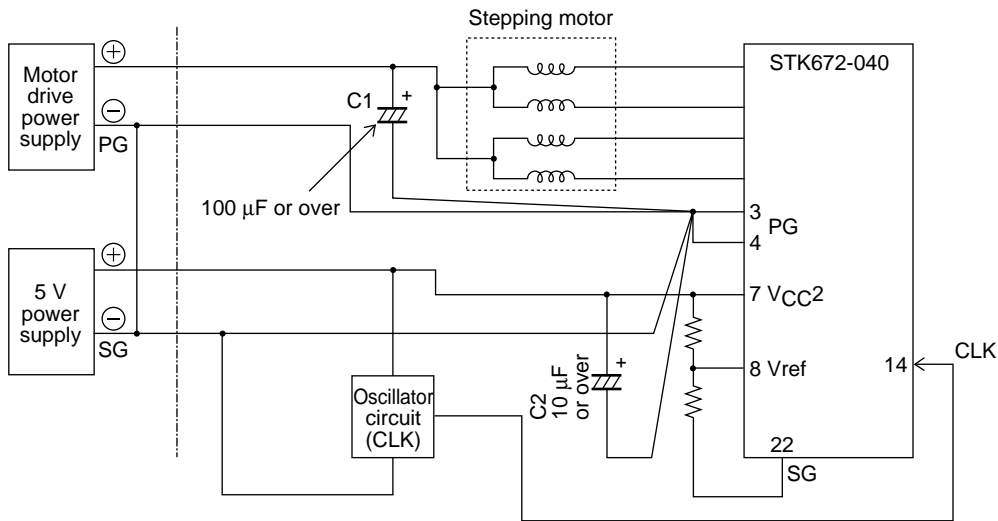 Stepping motor
Motor
drive
power
supply
+
−
PG
C1
+
100 μF or over
STK672-040
3
PG
4
5 V
power
supply
+
−
SG
7 VCC2
8 Vref
14
CLK
C2
10 μF
or over
+
Oscillator
circuit
(CLK)
22
SG